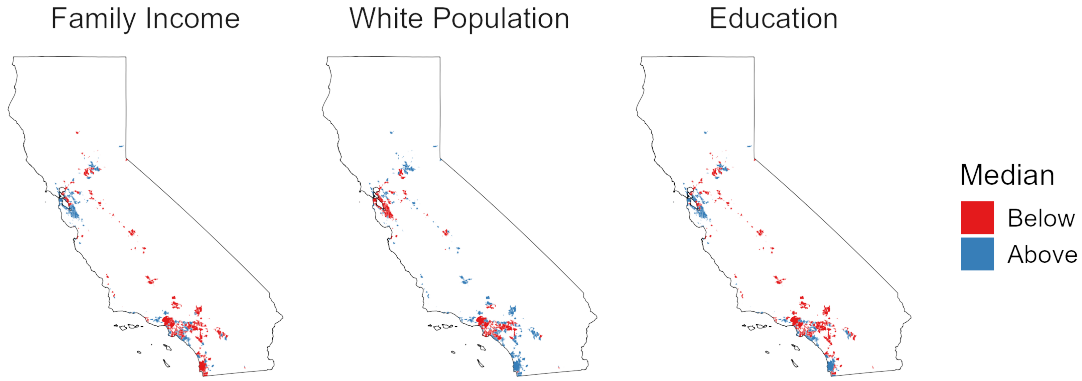 Family Income
White Population
Education
Median
Below
Above